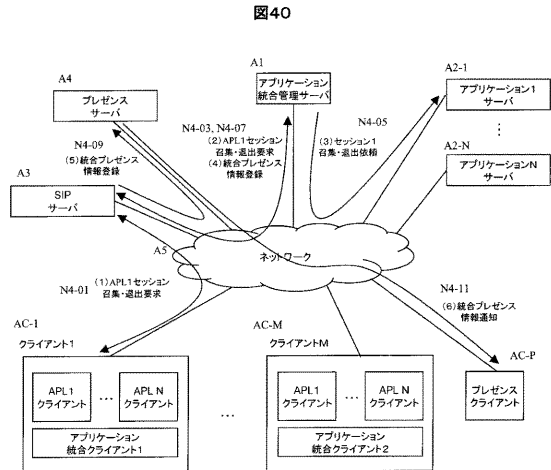 図40
A1
アプリケーション
統合管理サーバ
A2-1
アプリケーション1
サーバ
⋮
A2-N
アプリケーションN
サーバ
A4
プレゼンス
サーバ
N4-03、N4-07
(2)APL1セッション
召集・退出要求
(4)統合プレゼンス
情報登録
N4-05
(3)セッション1
召集・退出依頼
N4-09
(5)統合プレゼンス
情報登録
A3
SIP
サーバ
A5
ネットワーク
N4-01
(1)APL1セッション
召集・退出要求
N4-11
(6)統合プレゼンス
情報通知
AC-1
クライアント1
APL1
クライアント
…
APL N
クライアント
アプリケーション
統合クライアント1
…
AC-M
クライアントM
APL1
クライアント
…
APL N
クライアント
アプリケーション
統合クライアント2
AC-P
プレゼンス
クライアント